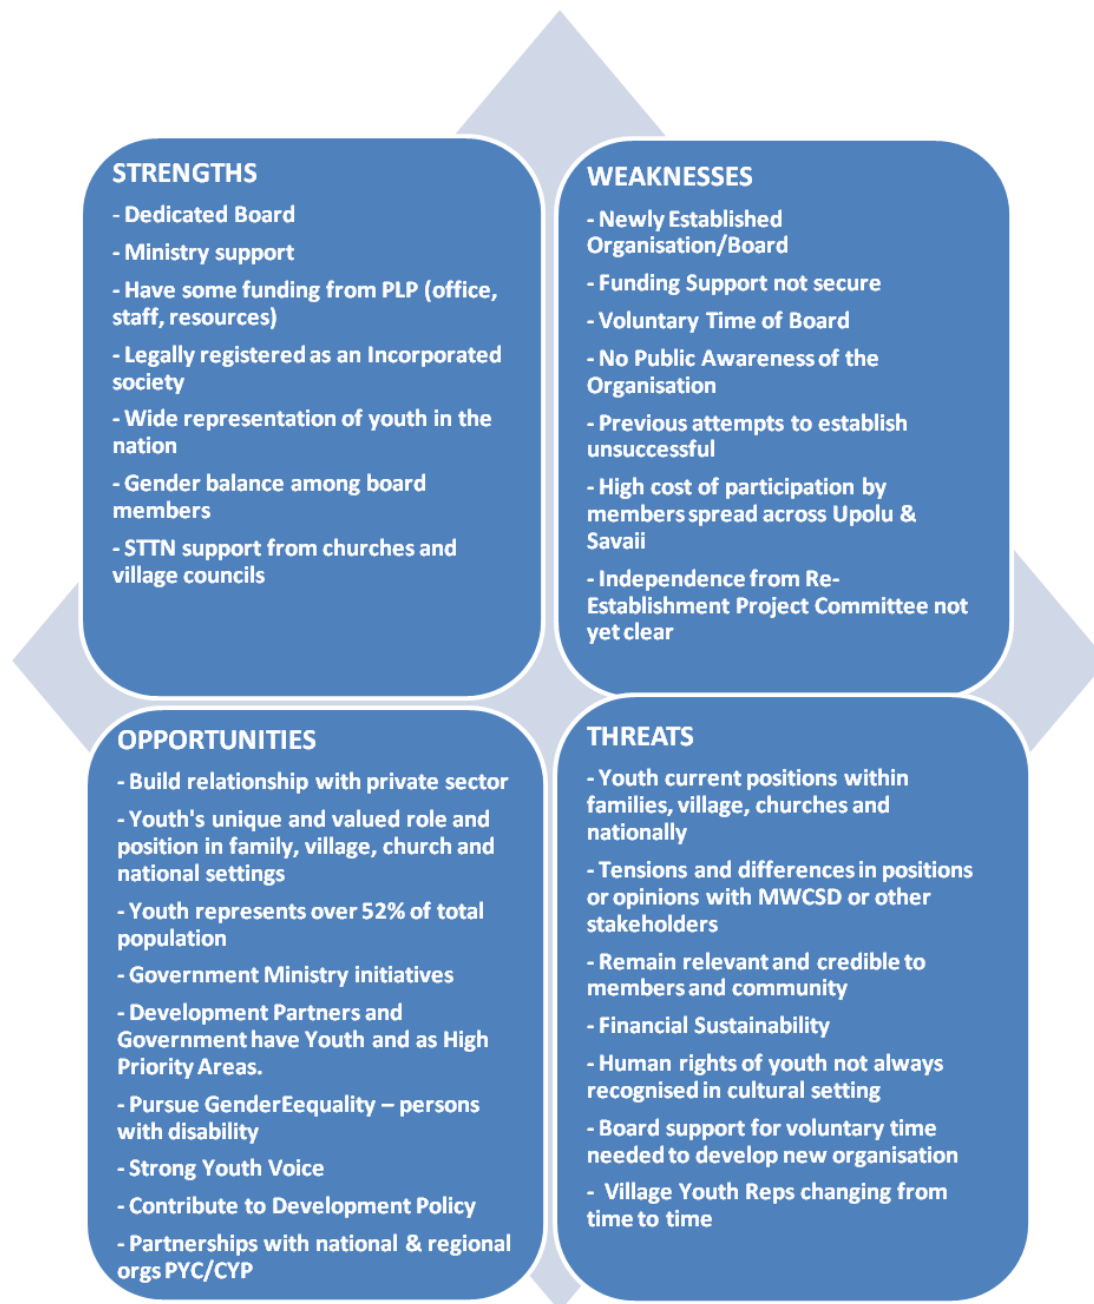 STRENGTHS
- Dedicated Board
- Ministry support
- Have some funding from PLP (office,
staff, resources)
- Legally registered as an Incorporated
society
- Wide representation of youth in the
nation
- Gender balance among board
members
- STTN support from churches and
village councils
WEAKNESSES
- Newly Established
Organisation/Board
- Funding Support not secure
- Voluntary Time of Board
- No Public Awareness of the
Organisation
- Previous attempts to establish
unsuccessful
- High cost of participation by
members spread across Upolu &
Savaii
- Independence from Re-
Establishment Project Committee not
yet clear
OPPORTUNITIES
- Build relationship with private sector
- Youth's unique and valued role and
position in family, village, church and
national settings
- Youth represents over 52% of total
population
- Government Ministry initiatives
- Development Partners and
Government have Youth and as High
Priority Areas.
- Pursue GenderEequality – persons
with disability
- Strong Youth Voice
- Contribute to Development Policy
- Partnerships with national & regional
orgs PYC/CYP
THREATS
- Youth current positions within
families, village, churches and
nationally
- Tensions and differences in positions
or opinions with MWCSD or other
stakeholders
- Remain relevant and credible to
members and community
- Financial Sustainability
- Human rights of youth not always
recognised in cultural setting
- Board support for voluntary time
needed to develop new organisation
- Village Youth Reps changing from
time to time